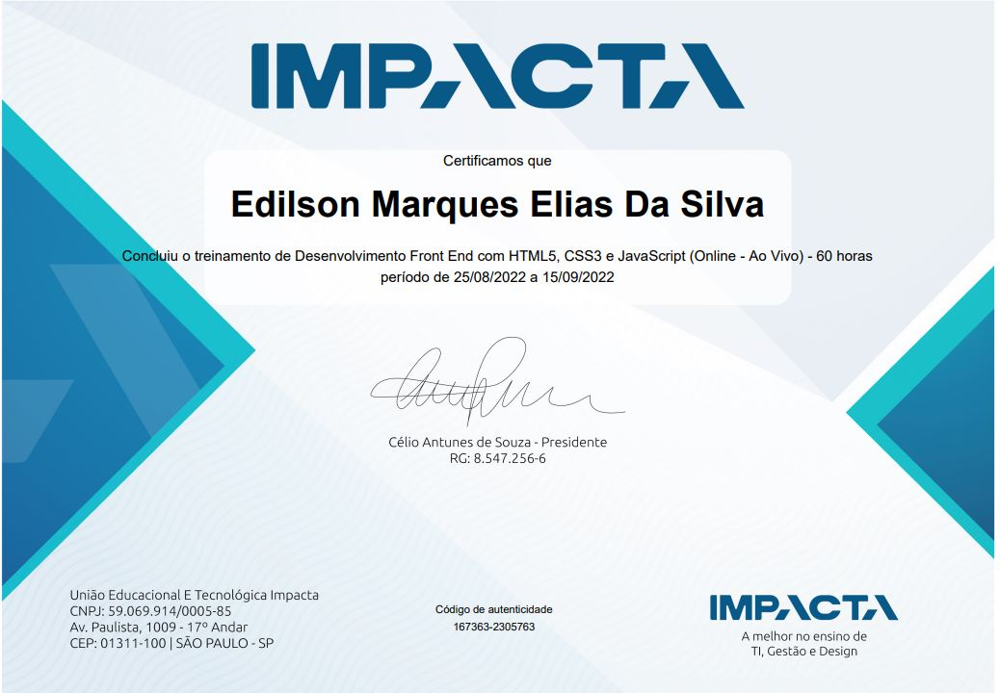 IMPACTA
Certificamos que
Edilson Marques Elias Da Silva
Concluiu o treinamento de Desenvolvimento Front End com HTML5, CSS3 e JavaScript (Online - Ao Vivo) - 60 horas
período de 25/08/2022 a 15/09/2022
Célio Antunes de Souza - Presidente
RG: 8.547.256-6
União Educacional E Tecnológica Impacta
CNPJ: 59.069.914/0005-85
Av. Paulista, 1009 - 17º Andar
CEP: 01311-100 | SÃO PAULO - SP
Código de autenticidade
167363-2305763
IMPACTA
A melhor no ensino de
TI, Gestão e Design